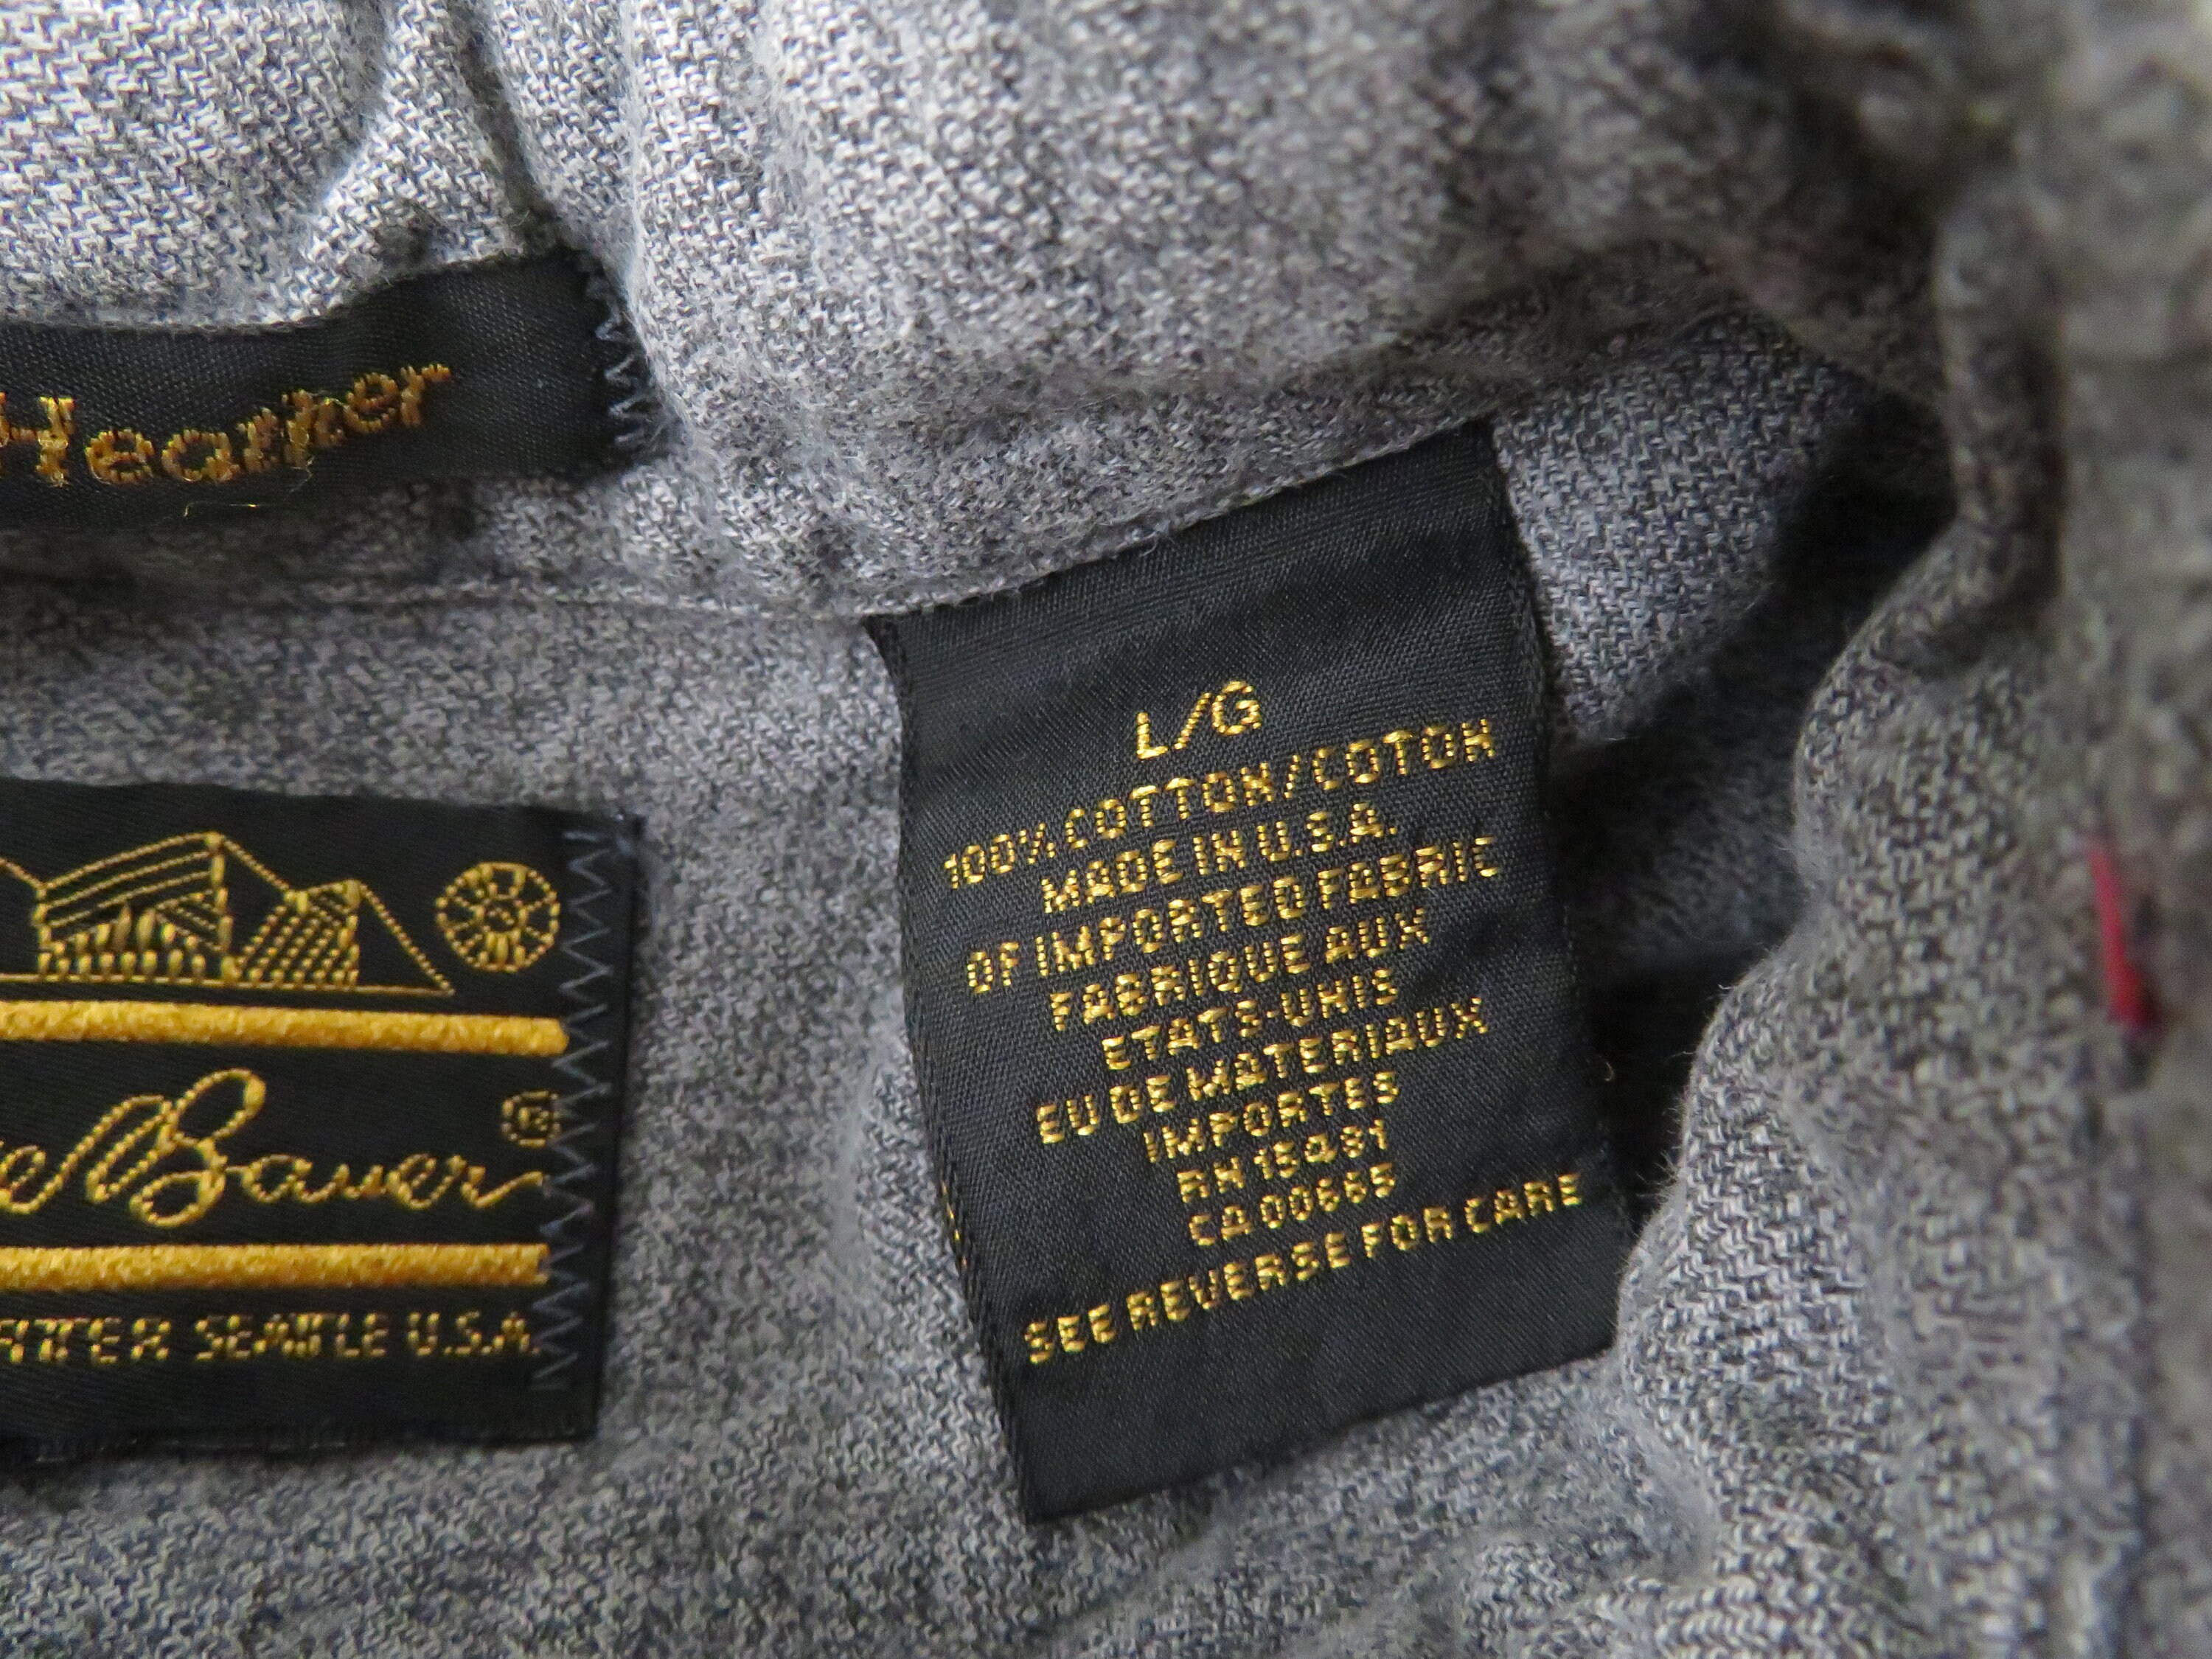 Heather
Bauer ®
SEATTLE U.S.A.
L/G
100% COTTON/COTON
MADE IN U.S.A.
OF IMPORTED FABRIC
FABRIQUE AUX
ETATS-UNIS
EU DE MATERIAUX
IMPORTES
RN 15481
CA 00665
SEE REVERSE FOR CARE